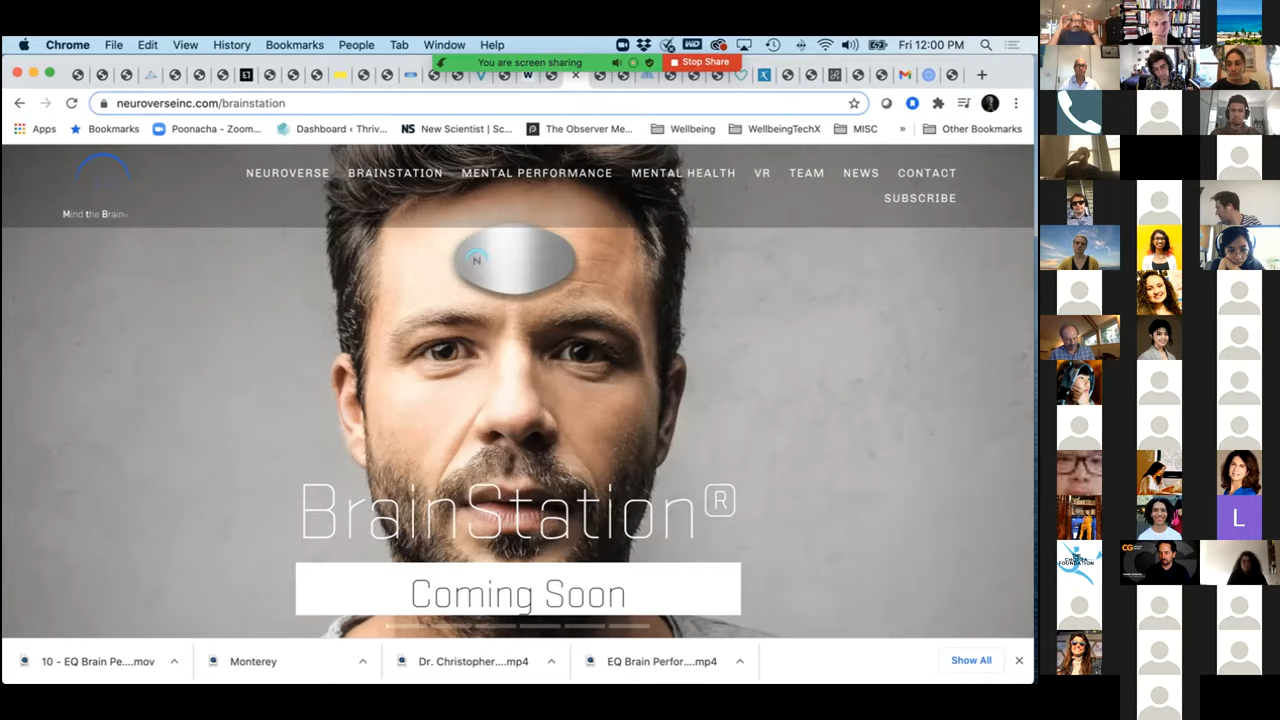 Chrome File Edit View History Bookmarks People Tab Window Help Fri 12:00 PM
You are screen sharing Stop Share
neuroverseinc.com/brainstation
Apps Bookmarks Poonacha - Zoom... Dashboard ‹ Thriv... NS New Scientist | Sc... The Observer Me... Wellbeing WellbeingTechX MISC » Other Bookmarks
NEUROVERSE BRAINSTATION MENTAL PERFORMANCE MENTAL HEALTH VR TEAM NEWS CONTACT
SUBSCRIBE
Mind the Brain
N
BrainStation®
Coming Soon
10 - EQ Brain Pe....mov Monterey Dr. Christopher....mp4 EQ Brain Perfor....mp4 Show All
L
CG
FOUNDATION